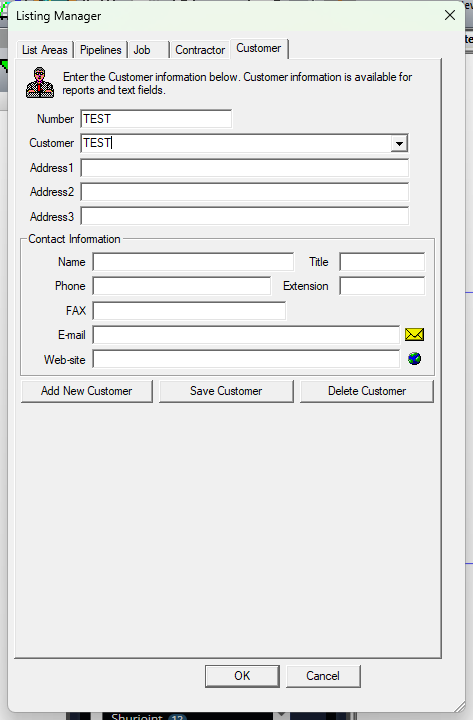 Listing Manager
List Areas
Pipelines
Job
Contractor
Customer
Enter the Customer information below. Customer information is available for
reports and text fields.
Number TEST
Customer TEST
Address1
Address2
Address3
Contact Information
Name
Title
Phone
Extension
FAX
E-mail
Web-site
Add New Customer
Save Customer
Delete Customer
OK
Cancel
Shurjoint 12